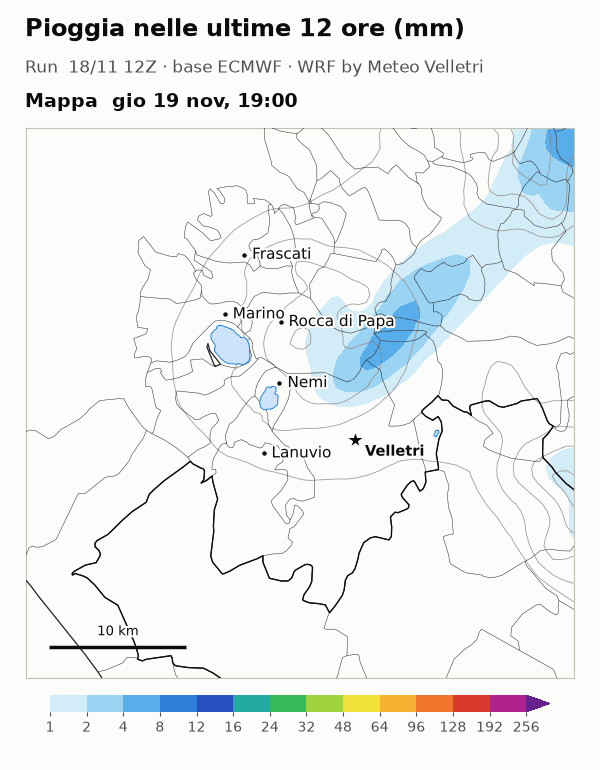 Pioggia nelle ultime 12 ore (mm)
Run  18/11 12Z · base ECMWF · WRF by Meteo Velletri
Mappa  gio 19 nov, 19:00
Frascati
Marino
Rocca di Papa
Nemi
Velletri
Lanuvio
10 km
1 2 4 8 12 16 24 32 48 64 96 128 192 256